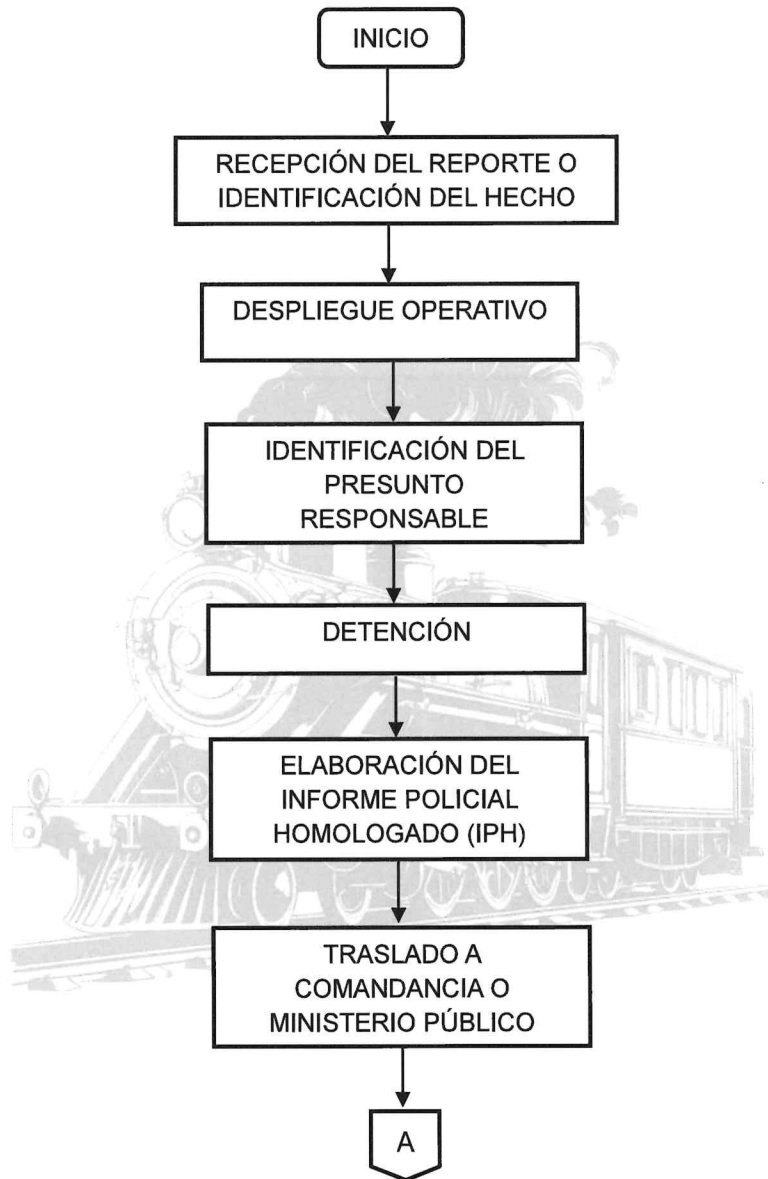 INICIO
RECEPCIÓN DEL REPORTE O
IDENTIFICACIÓN DEL HECHO
DESPLIEGUE OPERATIVO
IDENTIFICACIÓN DEL
PRESUNTO
RESPONSABLE
DETENCIÓN
ELABORACIÓN DEL
INFORME POLICIAL
HOMOLOGADO (IPH)
TRASLADO A
COMANDANCIA O
MINISTERIO PÚBLICO
A